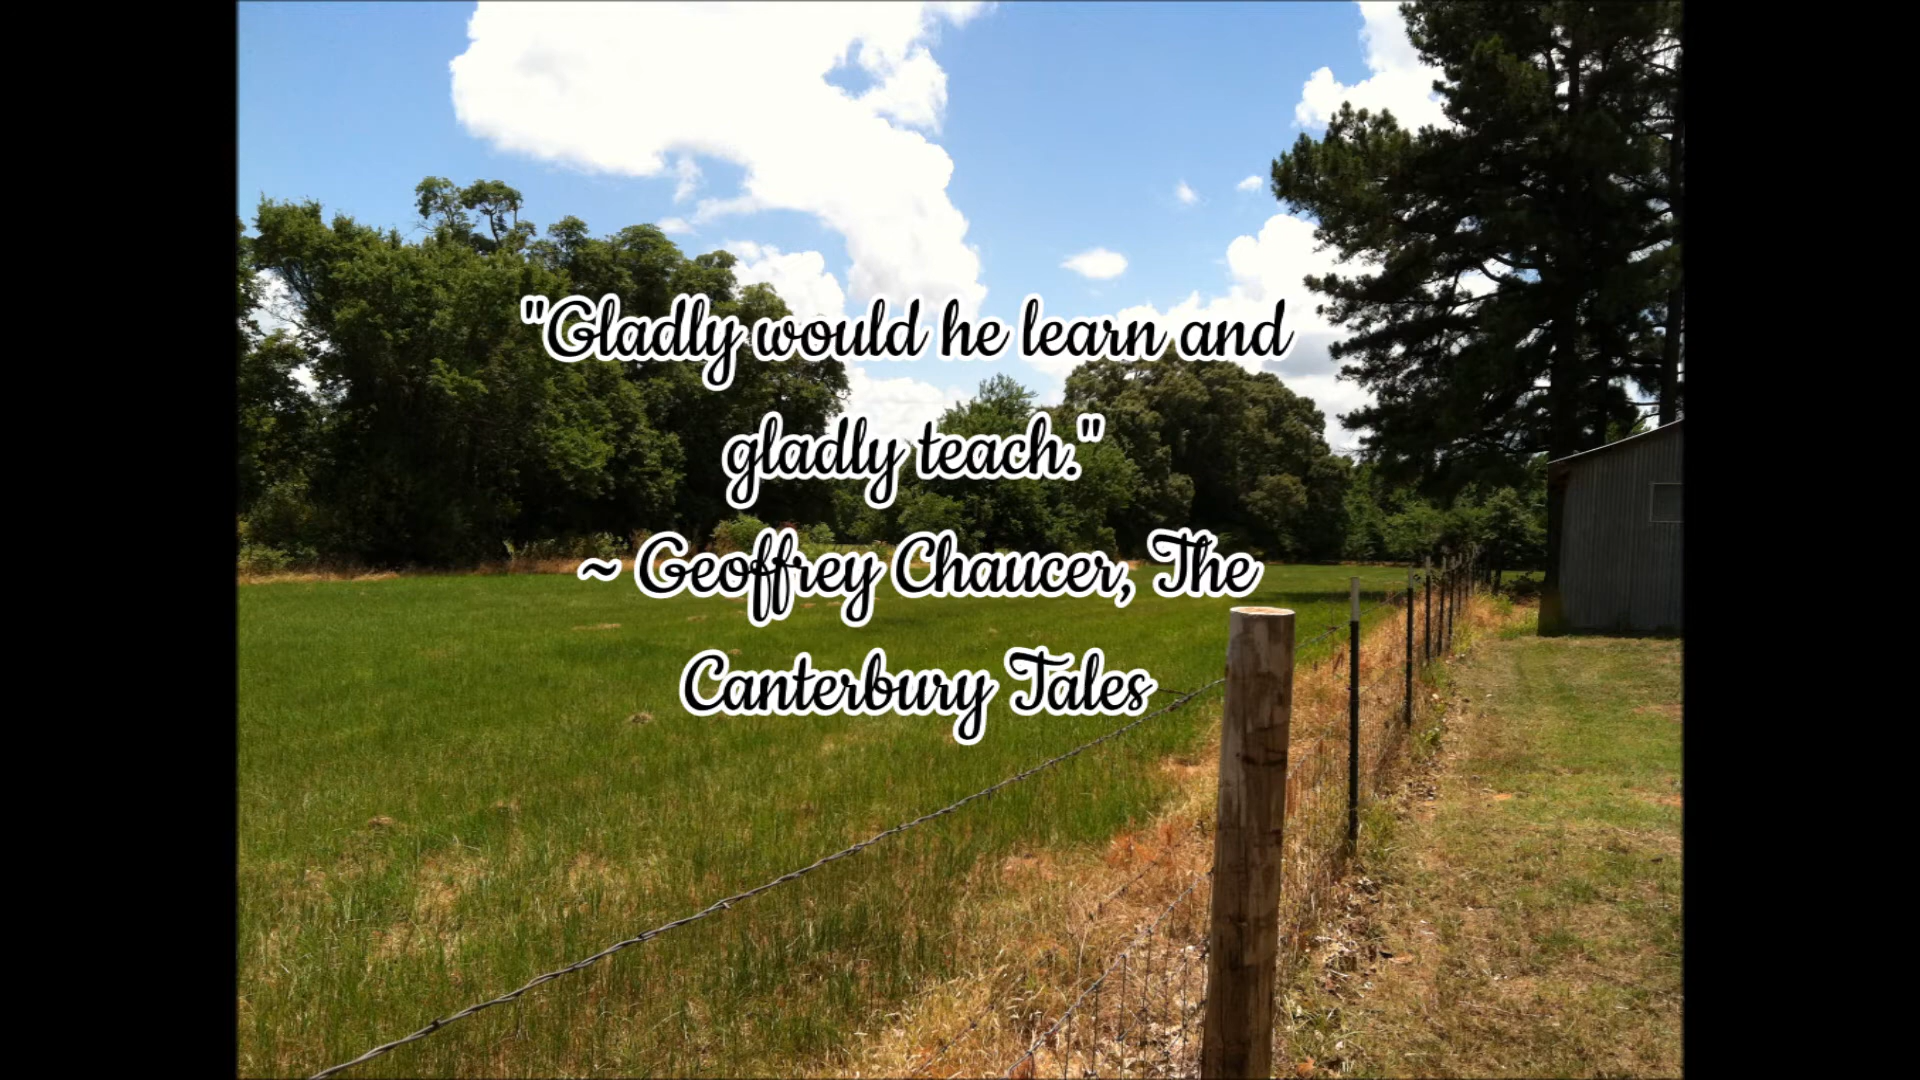 "Gladly would he learn and
gladly teach."
~ Geoffrey Chaucer, The
Canterbury Tales